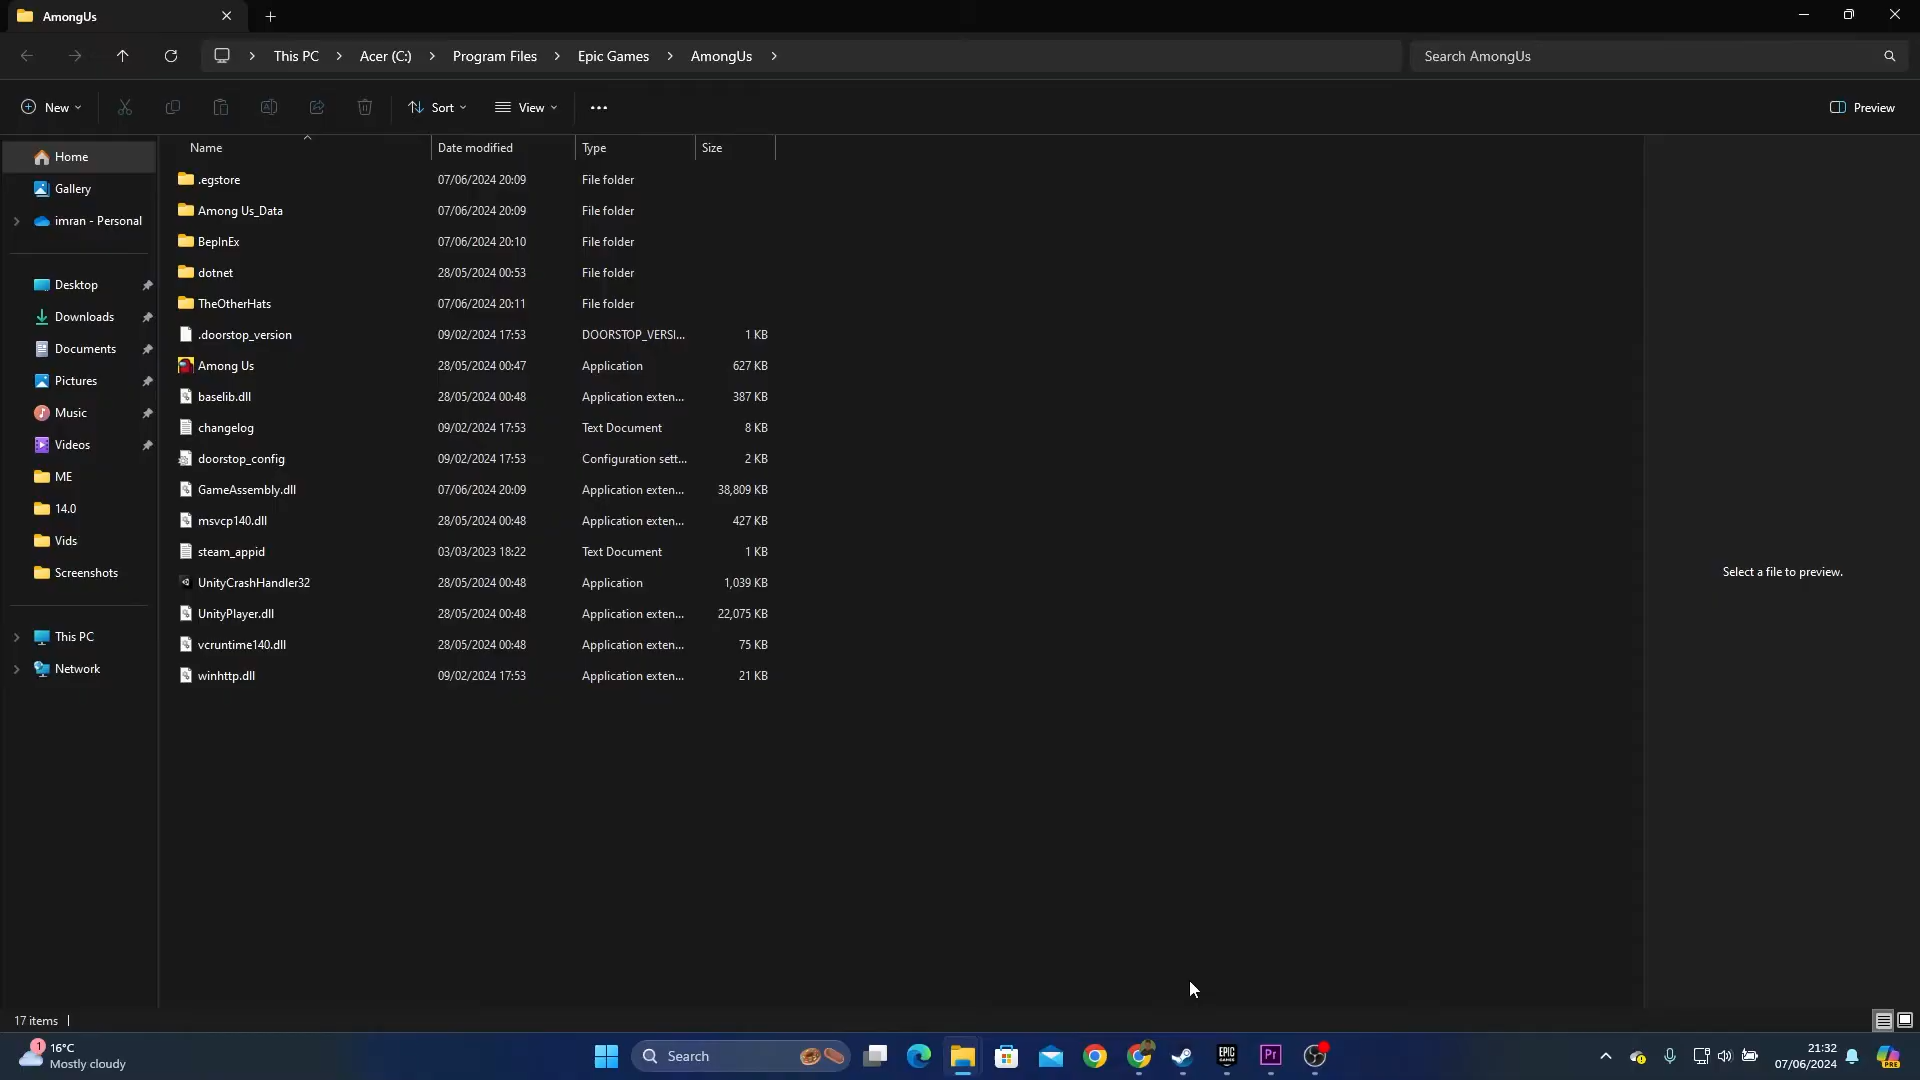 AmongUs
This PC
Acer (C:)
Program Files
Epic Games
AmongUs
Search AmongUs
New
Sort
View
Preview
Home
Gallery
imran - Personal
Desktop
Downloads
Documents
Pictures
Music
Videos
ME
14.0
Vids
Screenshots
This PC
Network
Name Date modified Type Size
.egstore 07/06/2024 20:09 File folder
Among Us_Data 07/06/2024 20:09 File folder
BepInEx 07/06/2024 20:10 File folder
dotnet 28/05/2024 00:53 File folder
TheOtherHats 07/06/2024 20:11 File folder
.doorstop_version 09/02/2024 17:53 DOORSTOP_VERSI... 1 KB
Among Us 28/05/2024 00:47 Application 627 KB
baselib.dll 28/05/2024 00:48 Application exten... 387 KB
changelog 09/02/2024 17:53 Text Document 8 KB
doorstop_config 09/02/2024 17:53 Configuration sett... 2 KB
GameAssembly.dll 07/06/2024 20:09 Application exten... 38,809 KB
msvcp140.dll 28/05/2024 00:48 Application exten... 427 KB
steam_appid 03/03/2023 18:22 Text Document 1 KB
UnityCrashHandler32 28/05/2024 00:48 Application 1,039 KB
UnityPlayer.dll 28/05/2024 00:48 Application exten... 22,075 KB
vcruntime140.dll 28/05/2024 00:48 Application exten... 75 KB
winhttp.dll 09/02/2024 17:53 Application exten... 21 KB
Select a file to preview.
17 items
1
16°C
Mostly cloudy
Search
EPIC
GAMES
Pr
21:32
07/06/2024
PRE